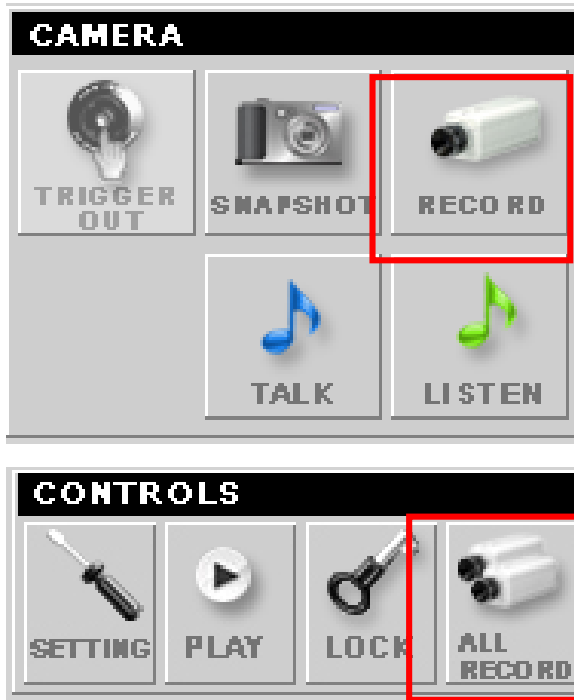 CAMERA
TRIGGER
OUT
SNAPSHOT
RECORD
TALK
LISTEN
CONTROLS
SETTING
PLAY
LOCK
ALL
RECORD